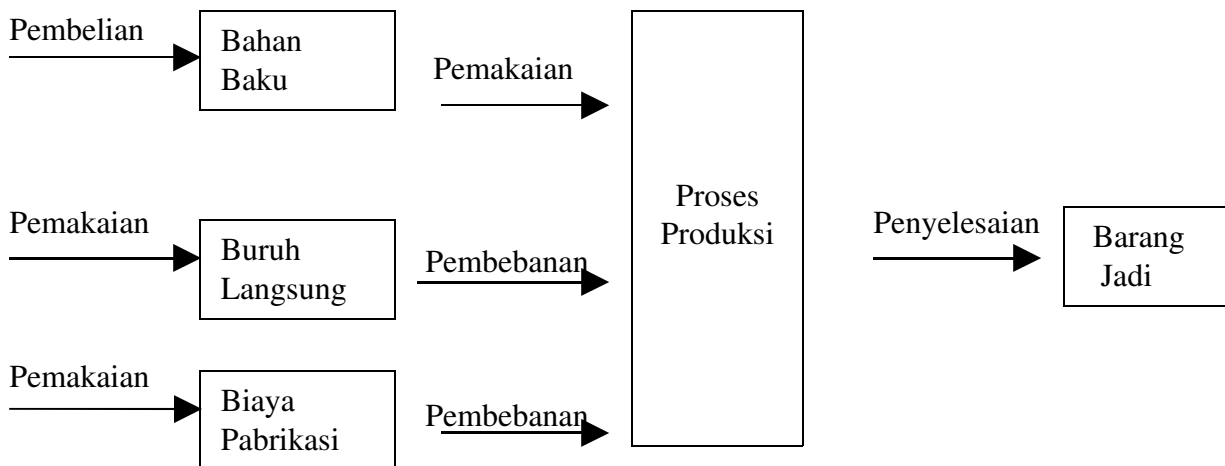 Pembelian
Bahan
Baku
Pemakaian
Pemakaian
Buruh
Langsung
Pembebanan
Proses
Produksi
Penyelesaian
Barang
Jadi
Pemakaian
Biaya
Pabrikasi
Pembebanan